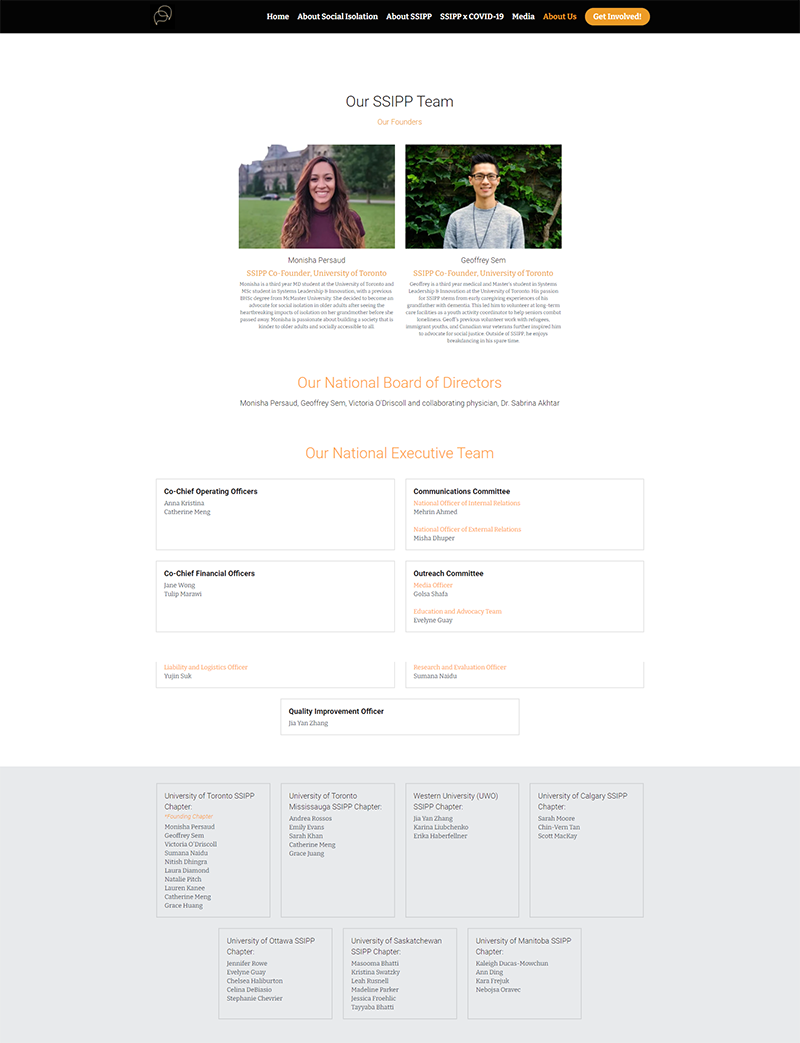 Home About Social Isolation About SSIPP SSIPP x COVID-19 Media About Us Get Involved!
Our SSIPP Team
Our Founders
Monisha Persaud
SSIPP Co-Founder, University of Toronto
Monisha is a third year MD student at the University of Toronto and
MSc student in Systems Leadership & Innovation, with a previous
BHSc degree from McMaster University. She decided to become an
advocate for social isolation in older adults after seeing the
heartbreaking impacts of isolation on her grandmother before she
passed away. Monisha is passionate about building a society that is
kinder to older adults and socially accessible to all.
Geoffrey Sem
SSIPP Co-Founder, University of Toronto
Geoffrey is a third year medical and Master's student in Systems
Leadership & Innovation at the University of Toronto. His passion
for SSIPP stems from early caregiving experiences of his
grandfather with dementia. This led him to volunteer at long-term
care facilities as a youth activity coordinator to help seniors combat
loneliness. Geoff's previous volunteer work with refugees,
immigrant youth, and Canadian war veterans further inspired him
to advocate for social justice. Outside of SSIPP, he enjoys
breakdancing in his spare time.
Our National Board of Directors
Monisha Persaud, Geoffrey Sem, Victoria O'Driscoll and collaborating physician, Dr. Sabrina Akhtar
Our National Executive Team
Co-Chief Operating Officers
Anna Kristina
Catherine Meng
Communications Committee
National Officer of Internal Relations
Mehrin Ahmed
National Officer of External Relations
Misha Dhuper
Co-Chief Financial Officers
Jane Wong
Tulip Marawi
Outreach Committee
Media Officer
Golsa Shafa
Education and Advocacy Team
Evelyne Guay
Liability and Logistics Officer
Yujin Suk
Research and Evaluation Officer
Sumana Naidu
Quality Improvement Officer
Jia Yan Zhang
University of Toronto SSIPP
Chapter:
*Founding Chapter
Monisha Persaud
Geoffrey Sem
Victoria O'Driscoll
Sumana Naidu
Nitish Dhingra
Laura Diamond
Natalie Pitch
Lauren Kanee
Catherine Meng
Grace Huang
University of Toronto
Mississauga SSIPP Chapter:
Andrea Rossos
Emily Evans
Sarah Khan
Catherine Meng
Grace Juang
Western University (UWO)
SSIPP Chapter:
Jia Yan Zhang
Karina Liubchenko
Erika Haberfellner
University of Calgary SSIPP
Chapter:
Sarah Moore
Chin-Vern Tan
Scott MacKay
University of Ottawa SSIPP
Chapter:
Jennifer Rowe
Evelyne Guay
Chelsea Haliburton
Celina DeBiasio
Stephanie Chevrier
University of Saskatchewan
SSIPP Chapter:
Masooma Bhatti
Kristina Swatzky
Leah Rusnell
Madeline Parker
Jessica Froehlic
Tayyaba Bhatti
University of Manitoba SSIPP
Chapter:
Kaleigh Ducas-Mowchun
Ann Ding
Kara Frejuk
Nebojsa Oravec